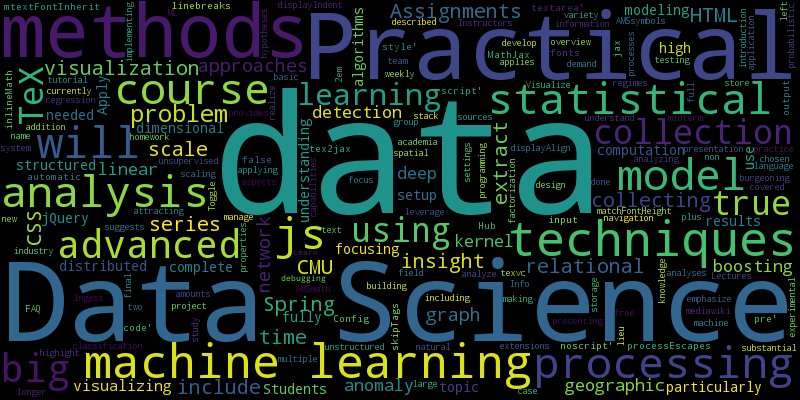 mtextFontInherit
linebreaks
ML
displayIndent
textarea'
AMSsymbols
left
methods
Practical
Instructors
Assignments
modeling
HTML
implementing
hypotheses
described
variety
introduction
application
probabilistic
style'
algorithms
MathJax
information
processes
develop
overview
high
testing
team
applies
fonts
jax
2em
weekly
demand
script'
Visualize
regimes
store
output
inlineMath
TeX
visualization
approaches
tutorial
basic
currently
regression
provides
realize
course
Apply
learning
statistical
full
name
addition
needed
problem
homework
detection
stack
sources
understand
midterm
system
dimensional
group
academia
presentations
practice
will
tex2jax
spatial
displayAlign
collection
language
non
structured
linear
scale
false
understanding
capabilities
settings
programming
extract
computation
analyzing
use
chosen
automatic
unsupervised
applying
aspects
data
deep
factorization
model
burgeoning
scaling
focus
setup
design
done
covered
analysis
Toggle
leverage
matchFontHeight
true
new
attracting
css
jQuery
series
manage
text
collecting
navigation
plus
suggests
properties
js
using
Hub
input
results
advanced
techniques
focusing
kernel
industry
network
CMU
insight
texvc
boosting
distributed
complete
Learn
field
analyze
relational
knowledge
analyses
Lectures
debugging
building
Info
storage
emphasize
experimental
Ingest
amounts
AMSmath
including
making
mediawiki
FAQ
final
two
project
Spring
Config
graph
presenting
free
machine
pre'
Data Science
code'
study
time
fully
skipTags
lieu
classification
unstructured
natural
noscript'
processEscapes
substantial
highlight
multiple
extensions
big
machine learning
processing
longer
visualizing
include
Students
anomaly
large
topic
case
geographic
particularly